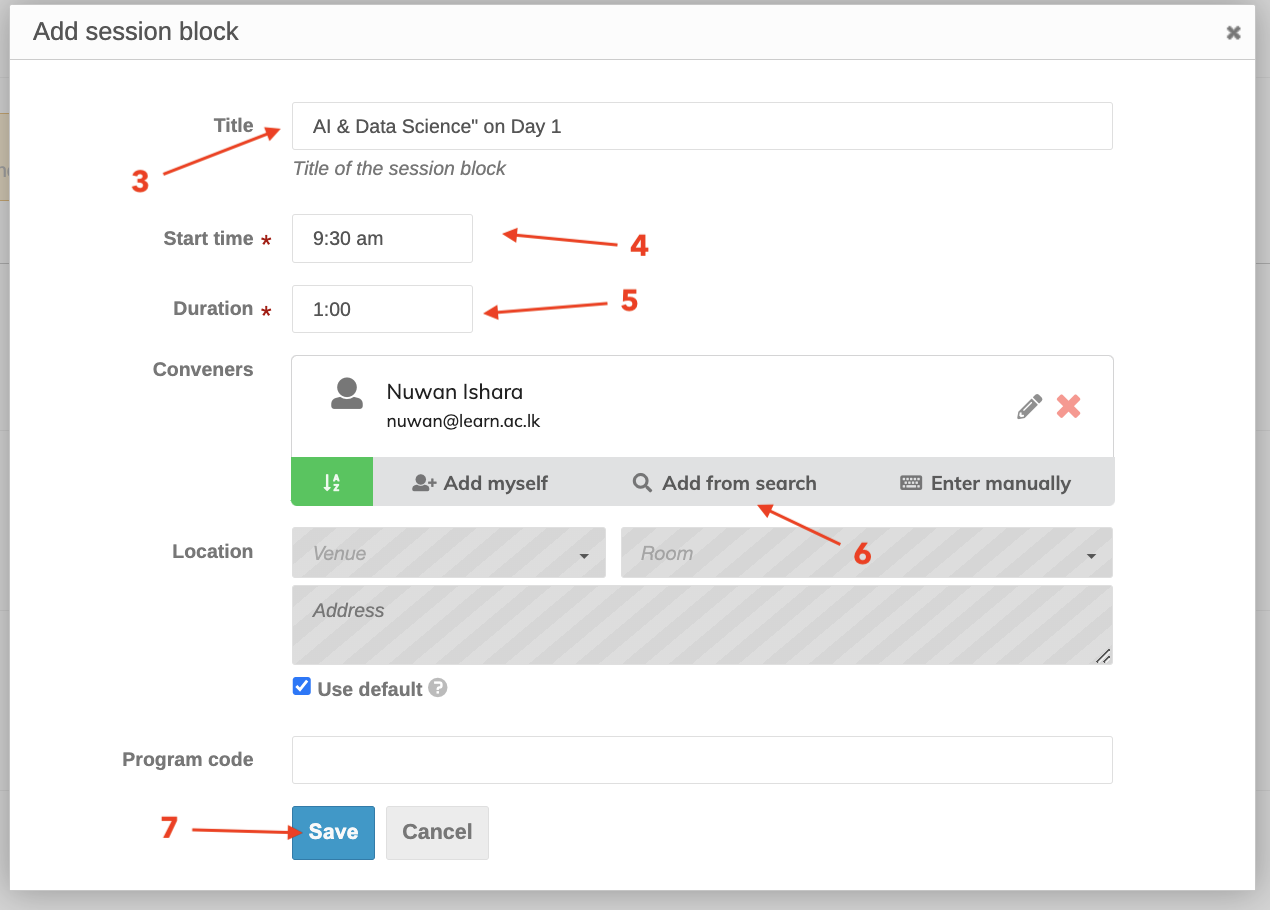 Add session block
Title
AI & Data Science" on Day 1
Title of the session block
3
Start time *
9:30 am
4
Duration *
1:00
5
Conveners
Nuwan Ishara
nuwan@learn.ac.lk
Add myself
Add from search
Enter manually
6
Location
Venue
Room
Address
Use default ?
Program code
7
Save
Cancel